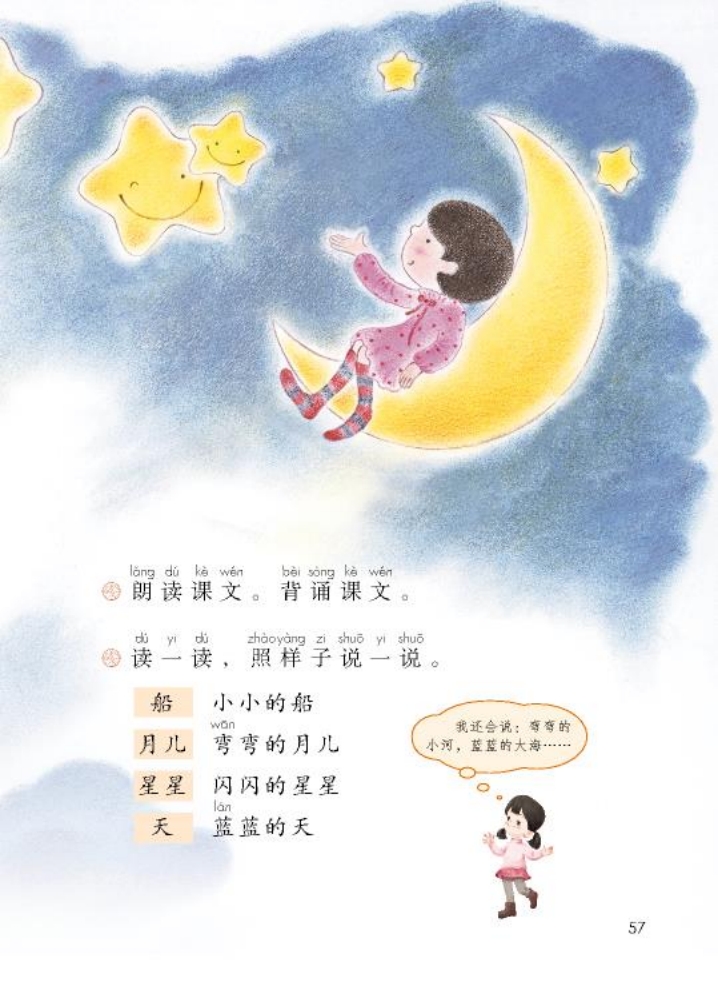 lǎng dú kè wén bèi sòng kè wén
朗读课文。背诵课文。
dú yi dú zhàoyàng zi shuō yi shuō
读一读，照样子说一说。
船 小小的船
wān
月儿 弯弯的月儿
星星 闪闪的星星
lán
天 蓝蓝的天
我还会说：弯弯的
小河，蓝蓝的大海……
57